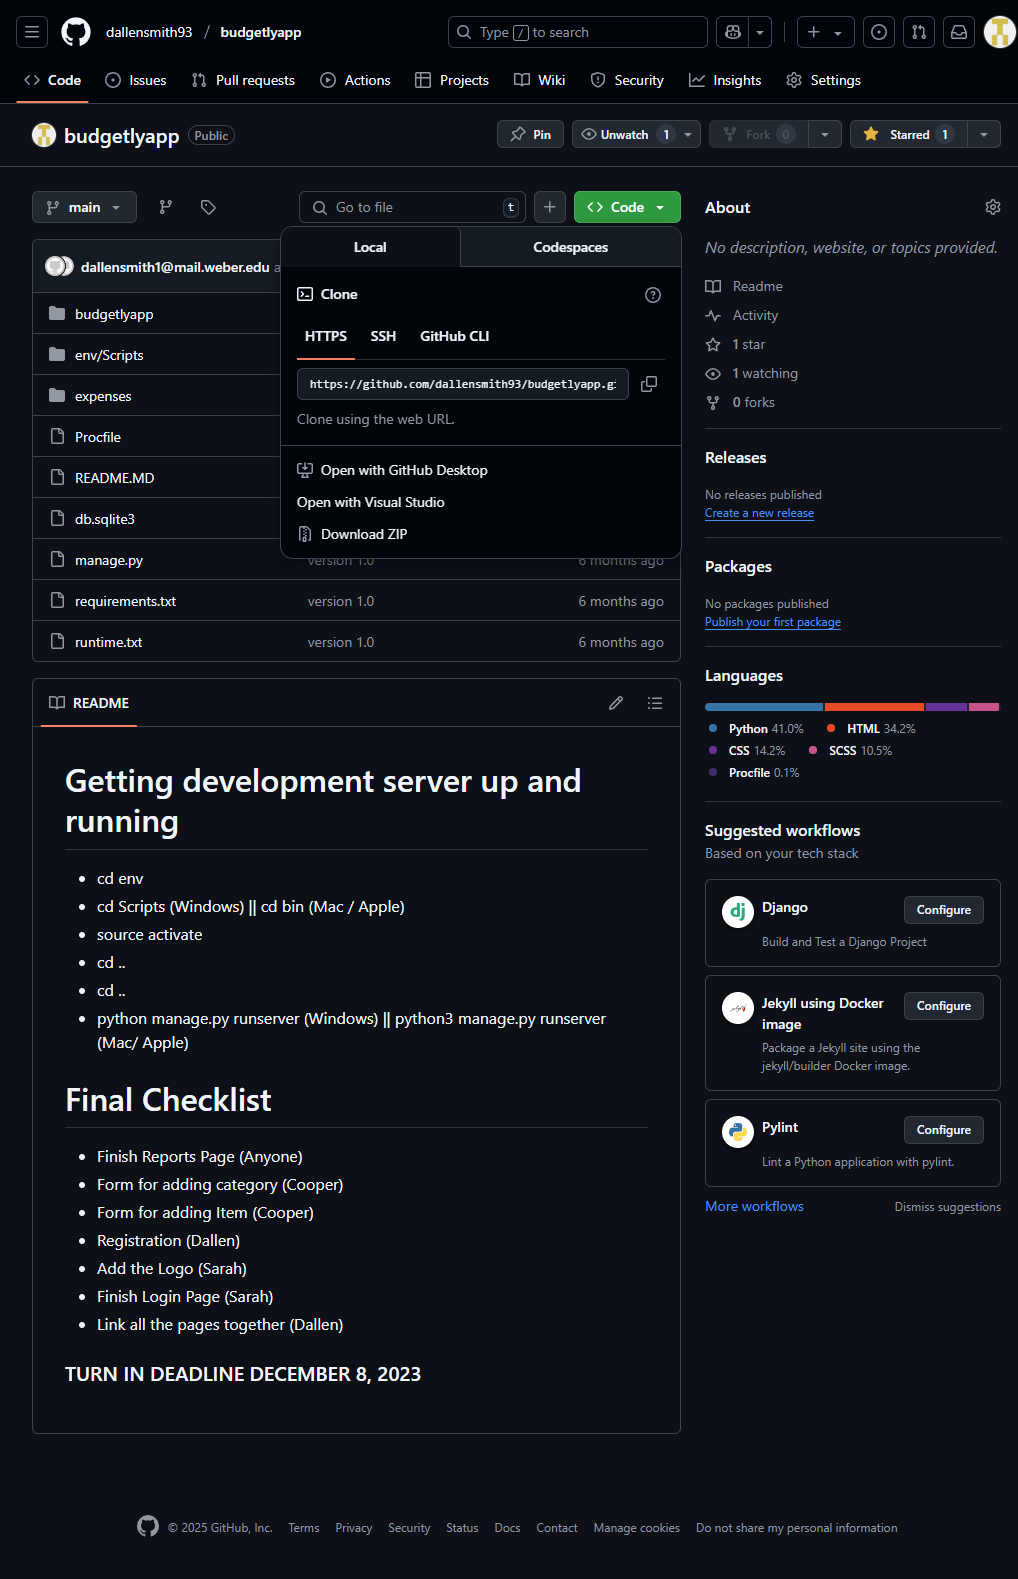 dallensmith93 / budgetlyapp
Type / to search
Code Issues Pull requests Actions Projects Wiki Security Insights Settings
budgetlyapp Public
Pin Unwatch 1 Fork 0 Starred 1
main
Go to file t
Code
Local Codespaces
dallensmith1@mail.weber.edu
Clone
HTTPS SSH GitHub CLI
https://github.com/dallensmith93/budgetlyapp.gi
Clone using the web URL.
Open with GitHub Desktop
Open with Visual Studio
Download ZIP
budgetlyapp
env/Scripts
expenses
Procfile
README.MD
db.sqlite3
manage.py version 1.0 6 months ago
requirements.txt version 1.0 6 months ago
runtime.txt version 1.0 6 months ago
README
Getting development server up and
running
cd env
cd Scripts (Windows) || cd bin (Mac / Apple)
source activate
cd ..
cd ..
python manage.py runserver (Windows) || python3 manage.py runserver
(Mac/ Apple)
Final Checklist
Finish Reports Page (Anyone)
Form for adding category (Cooper)
Form for adding Item (Cooper)
Registration (Dallen)
Add the Logo (Sarah)
Finish Login Page (Sarah)
Link all the pages together (Dallen)
TURN IN DEADLINE DECEMBER 8, 2023
About
No description, website, or topics provided.
Readme
Activity
1 star
1 watching
0 forks
Releases
No releases published
Create a new release
Packages
No packages published
Publish your first package
Languages
Python 41.0% HTML 34.2%
CSS 14.2% SCSS 10.5%
Procfile 0.1%
Suggested workflows
Based on your tech stack
dj Django Configure
Build and Test a Django Project
Jekyll using Docker Configure
image
Package a Jekyll site using the
jekyll/builder Docker image.
Pylint Configure
Lint a Python application with pylint.
More workflows Dismiss suggestions
© 2025 GitHub, Inc. Terms Privacy Security Status Docs Contact Manage cookies Do not share my personal information